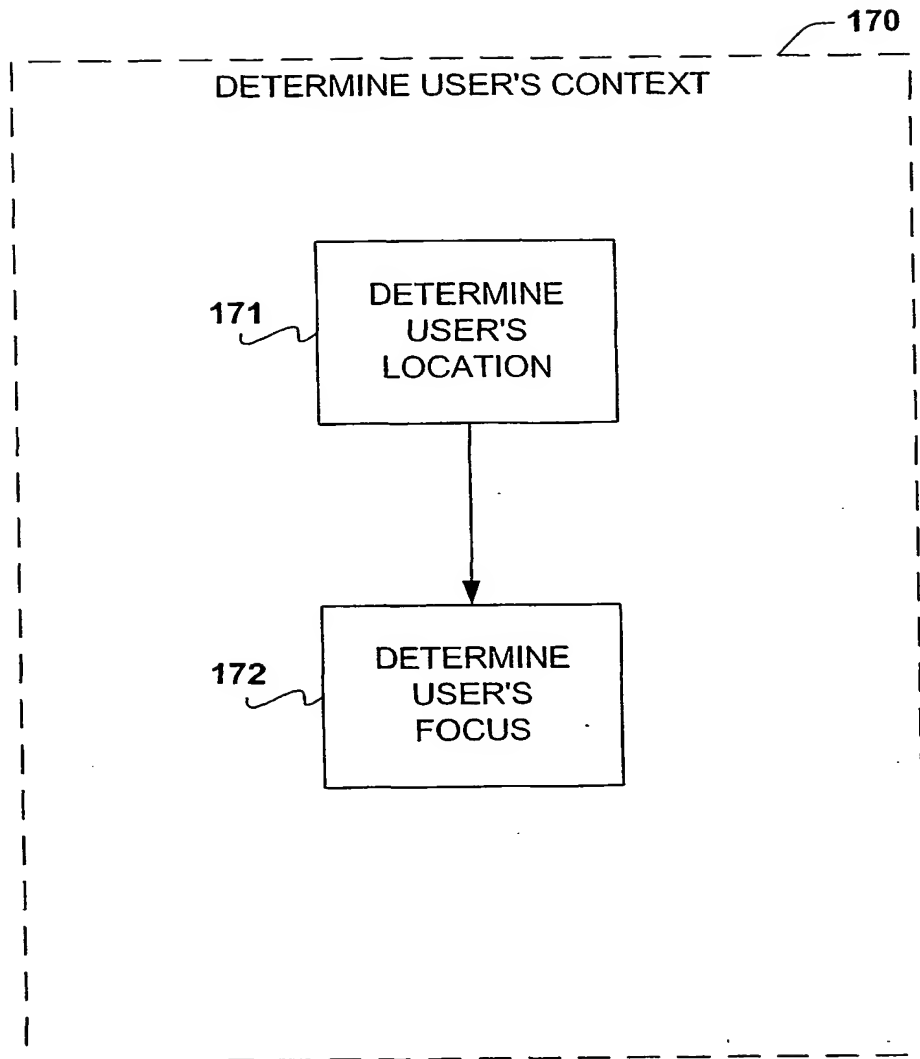 170
DETERMINE USER'S CONTEXT
171
DETERMINE
USER'S
LOCATION
172
DETERMINE
USER'S
FOCUS